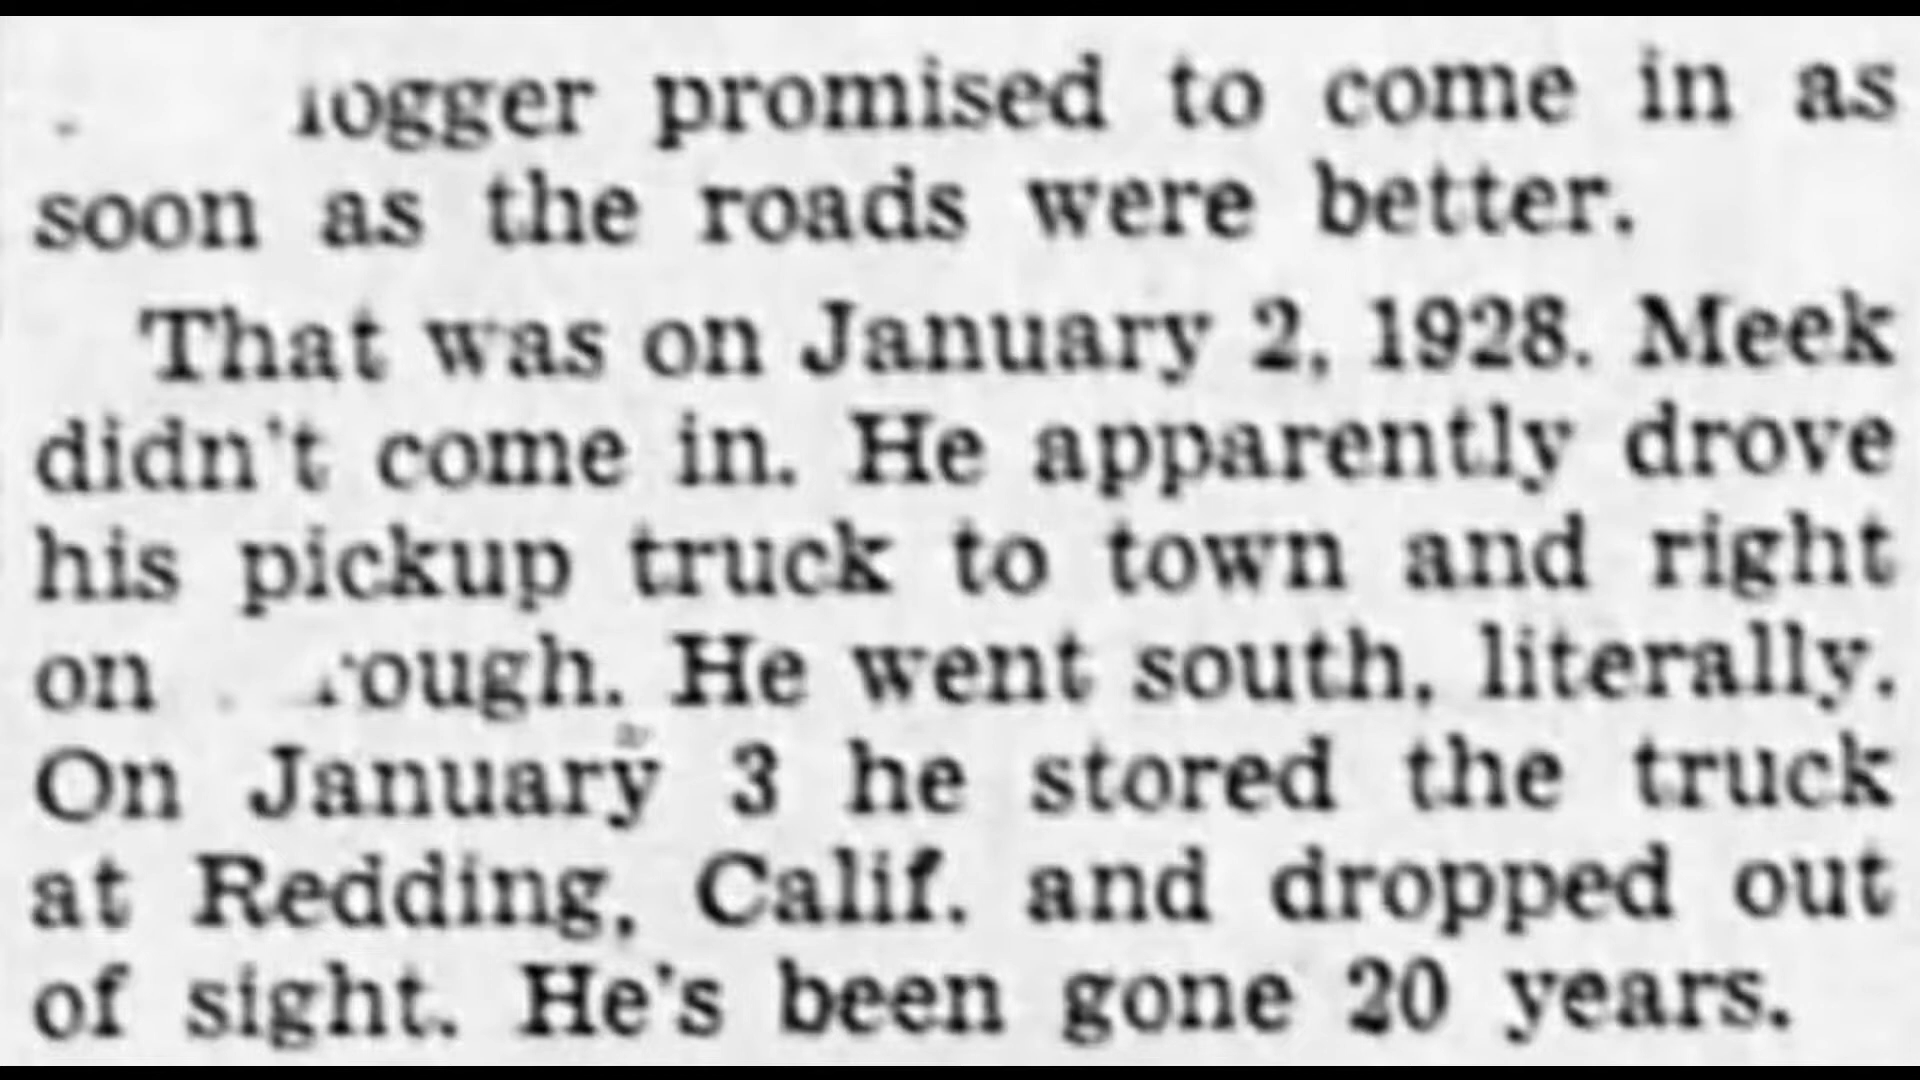 logger promised to come in as
soon as the roads were better.
That was on January 2, 1928. Meek
didn't come in. He apparently drove
his pickup truck to town and right
on He went south, literally.
On January 3 he stored the truck
at Redding, Calif. and dropped out
of sight. He's been gone 20 years.